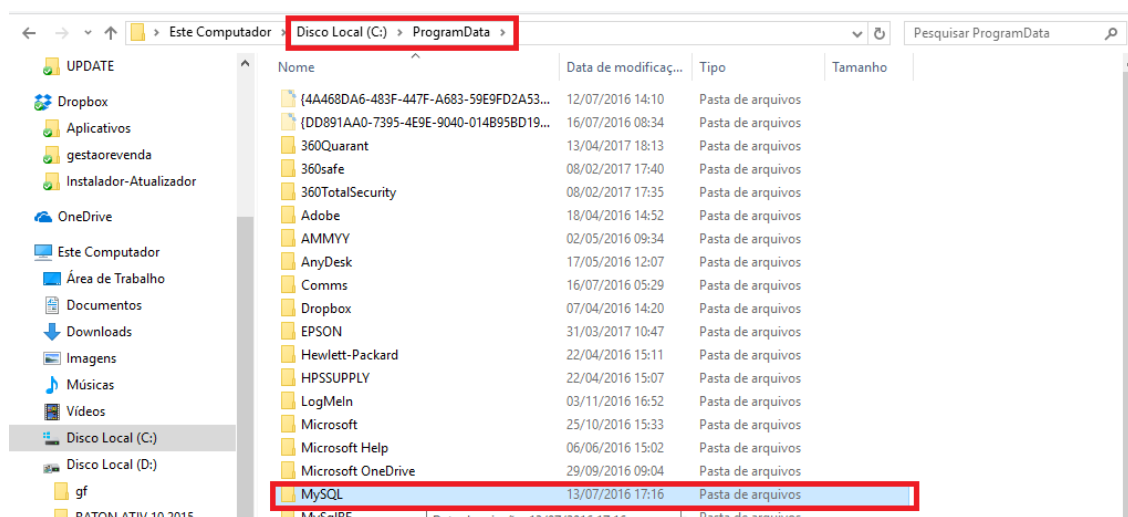 Este Computador > Disco Local (C:) > ProgramData >
Pesquisar ProgramData
UPDATE
Dropbox
Aplicativos
gestaorevenda
Instalador-Atualizador
OneDrive
Este Computador
Área de Trabalho
Documentos
Downloads
Imagens
Músicas
Vídeos
Disco Local (C:)
Disco Local (D:)
gf
BATON ATIV 10 2015
Nome Data de modificaç... Tipo Tamanho
{4A468DA6-483F-447F-A683-59E9FD2A53... 12/07/2016 14:10 Pasta de arquivos
{DD891AA0-7395-4E9E-9040-014B95BD19... 16/07/2016 08:34 Pasta de arquivos
360Quarant 13/04/2017 18:13 Pasta de arquivos
360safe 08/02/2017 17:40 Pasta de arquivos
360TotalSecurity 08/02/2017 17:35 Pasta de arquivos
Adobe 18/04/2016 14:52 Pasta de arquivos
AMMYY 02/05/2016 09:34 Pasta de arquivos
AnyDesk 17/05/2016 12:07 Pasta de arquivos
Comms 16/07/2016 05:29 Pasta de arquivos
Dropbox 07/04/2016 14:20 Pasta de arquivos
EPSON 31/03/2017 10:47 Pasta de arquivos
Hewlett-Packard 22/04/2016 15:11 Pasta de arquivos
HPSSUPPLY 22/04/2016 15:07 Pasta de arquivos
LogMeIn 03/11/2016 16:52 Pasta de arquivos
Microsoft 25/10/2016 15:33 Pasta de arquivos
Microsoft Help 06/06/2016 15:02 Pasta de arquivos
Microsoft OneDrive 29/09/2016 09:04 Pasta de arquivos
MySQL 13/07/2016 17:16 Pasta de arquivos